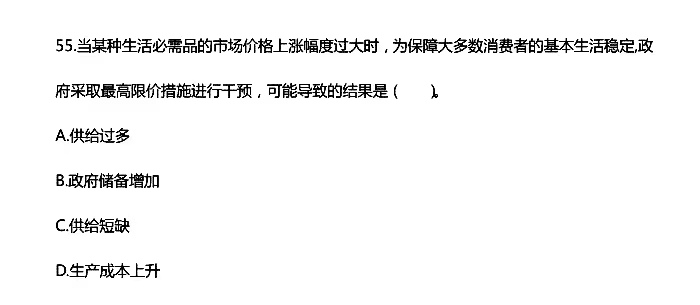 55.当某种生活必需品的市场价格上涨幅度过大时，为保障大多数消费者的基本生活稳定,政
府采取最高限价措施进行干预，可能导致的结果是（　　）。
A.供给过多
B.政府储备增加
C.供给短缺
D.生产成本上升